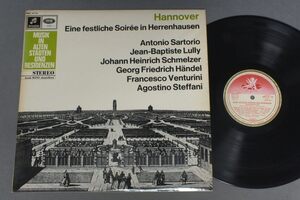 Hannover
Eine festliche Soirée in Herrenhausen
MUSIK
IN ALTEN
STÄDTEN
UND
RESIDENZEN
STEREO
Antonio Sartorio
Jean-Baptiste Lully
Johann Heinrich Schmelzer
Georg Friedrich Händel
Francesco Venturini
Agostino Steffani